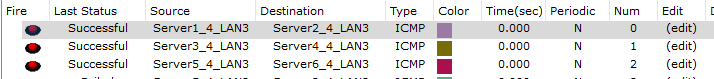 Fire Last Status Source Destination Type Color Time(sec) Periodic Num Edit
Successful Server1_4_LAN3 Server2_4_LAN3 ICMP 0.000 N 0 (edit)
Successful Server3_4_LAN3 Server4_4_LAN3 ICMP 0.000 N 1 (edit)
Successful Server5_4_LAN3 Server6_4_LAN3 ICMP 0.000 N 2 (edit)